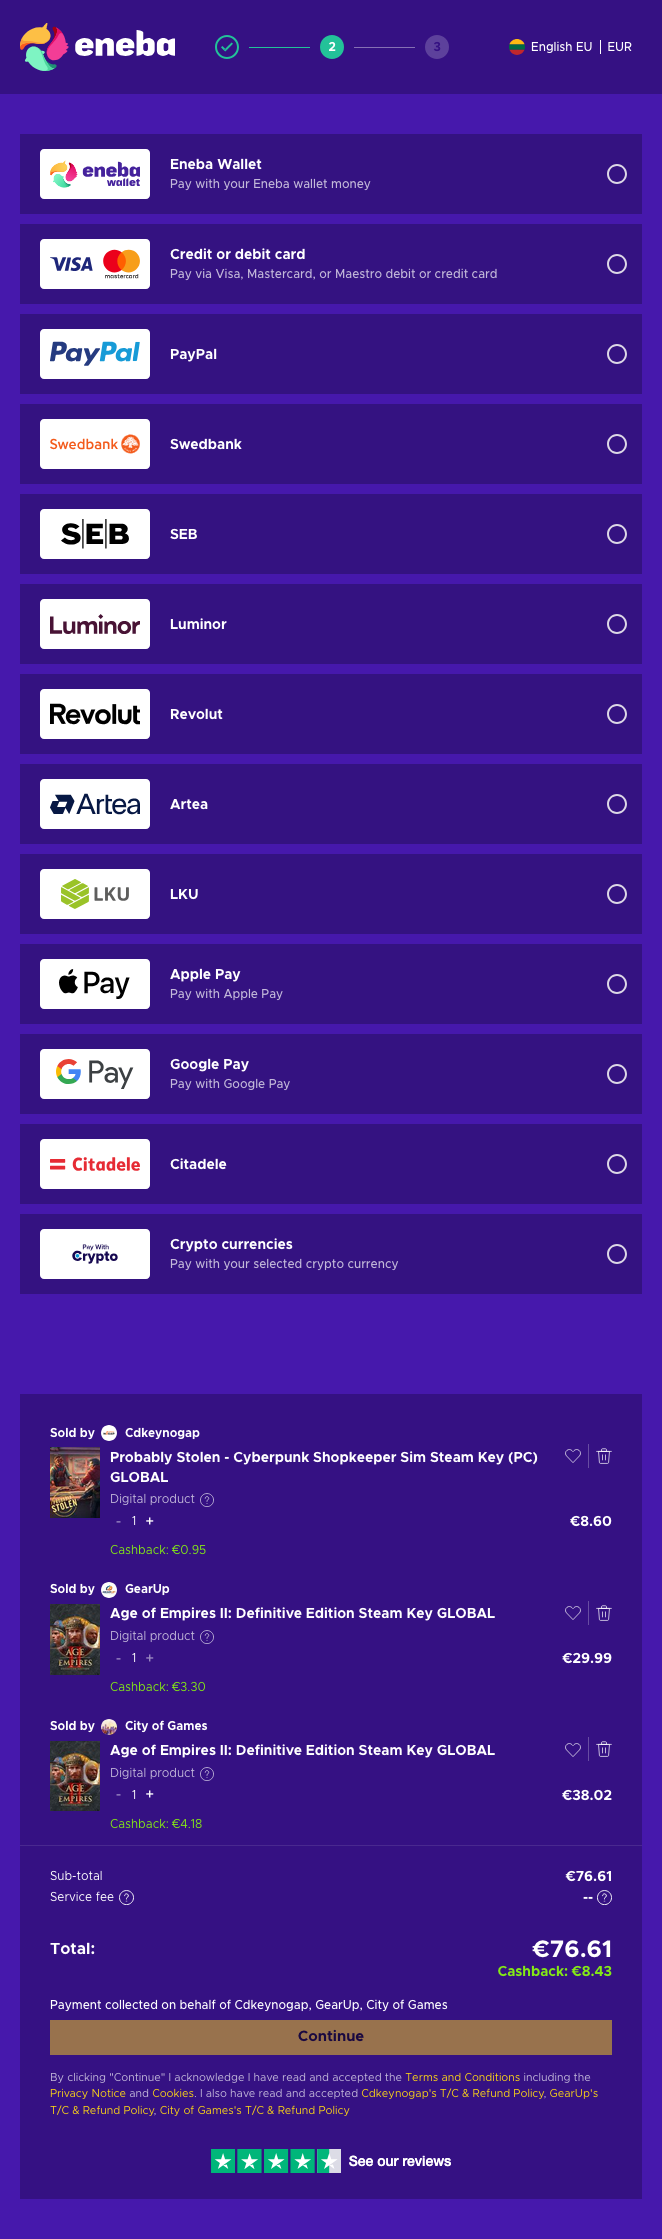 eneba
2
3
English EU | EUR
eneba
wallet
Eneba Wallet
Pay with your Eneba wallet money
VISA
mastercard
Credit or debit card
Pay via Visa, Mastercard, or Maestro debit or credit card
PayPal
PayPal
Swedbank
Swedbank
SEB
SEB
Luminor
Luminor
Revolut
Revolut
Artea
Artea
LKU
LKU
Pay
Apple Pay
Pay with Apple Pay
G Pay
Google Pay
Pay with Google Pay
Citadele
Citadele
Pay With
Crypto
Crypto currencies
Pay with your selected crypto currency
Sold by Cdkeynogap
STOLEN
Probably Stolen - Cyberpunk Shopkeeper Sim Steam Key (PC)
GLOBAL
Digital product ?
- 1 +
€8.60
Cashback: €0.95
Sold by GearUp
AGE
EMPIRES
Age of Empires II: Definitive Edition Steam Key GLOBAL
Digital product ?
- 1 +
€29.99
Cashback: €3.30
Sold by City of Games
AGE
EMPIRES
Age of Empires II: Definitive Edition Steam Key GLOBAL
Digital product ?
- 1 +
€38.02
Cashback: €4.18
Sub-total €76.61
Service fee ? -- ?
Total: €76.61
Cashback: €8.43
Payment collected on behalf of Cdkeynogap, GearUp, City of Games
Continue
By clicking "Continue" I acknowledge I have read and accepted the Terms and Conditions including the
Privacy Notice and Cookies. I also have read and accepted Cdkeynogap's T/C & Refund Policy, GearUp's
T/C & Refund Policy, City of Games's T/C & Refund Policy
See our reviews